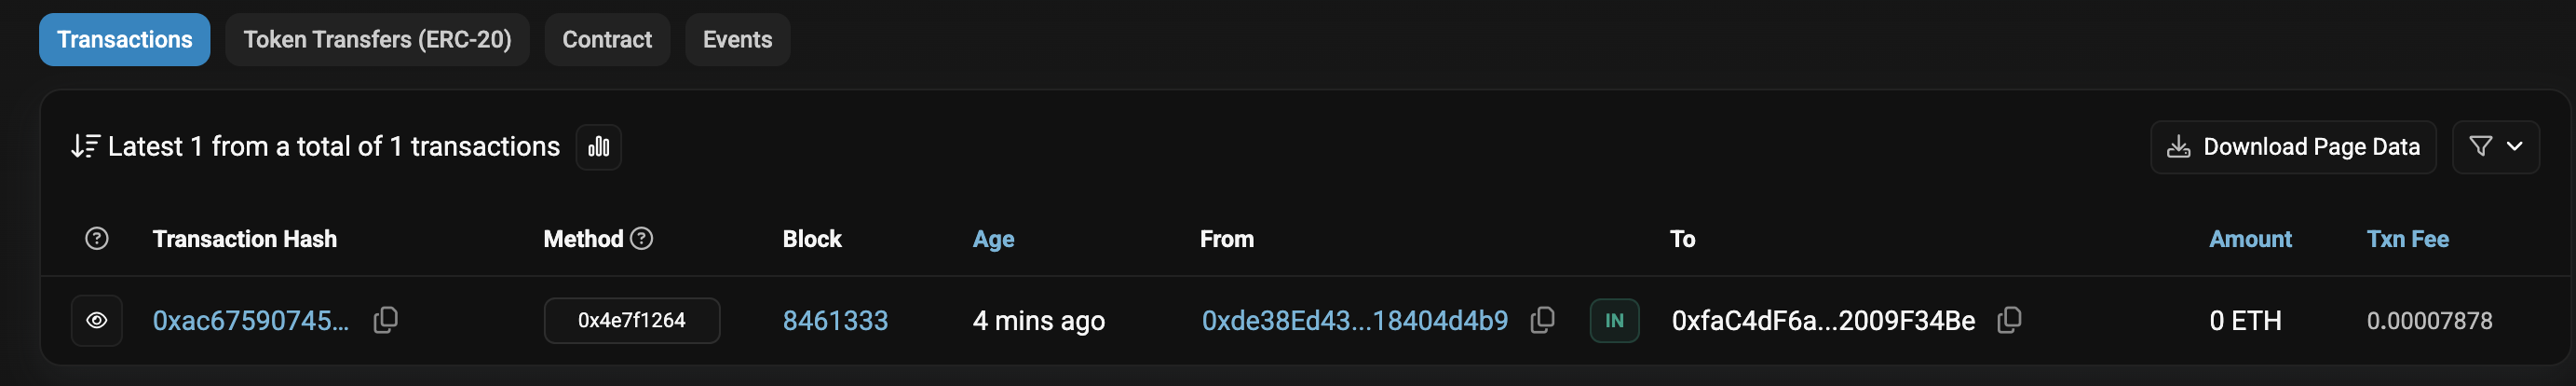 Transactions Token Transfers (ERC-20) Contract Events
Latest 1 from a total of 1 transactions Download Page Data
Transaction Hash Method Block Age From To Amount Txn Fee
0xac67590745... 0x4e7f1264 8461333 4 mins ago 0xde38Ed43...18404d4b9 IN 0xfaC4dF6a...2009F34Be 0 ETH 0.00007878